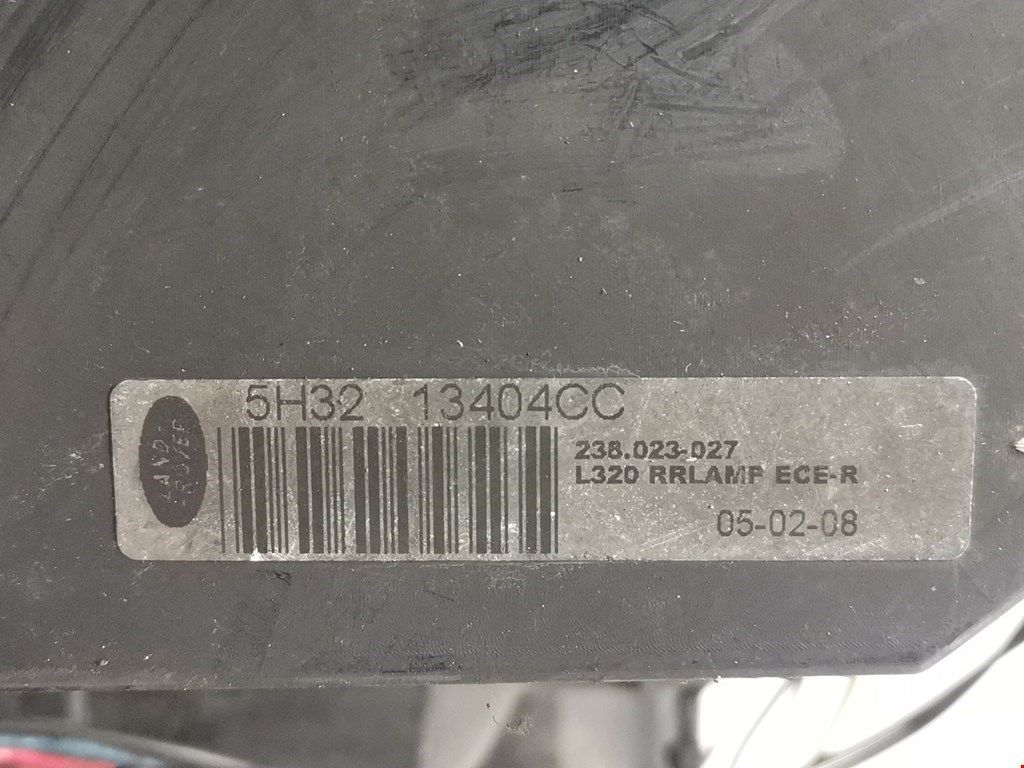 LAND
ROVER
5H32 13404CC
238.023-027
L320 RRLAMP ECE-R
05-02-08